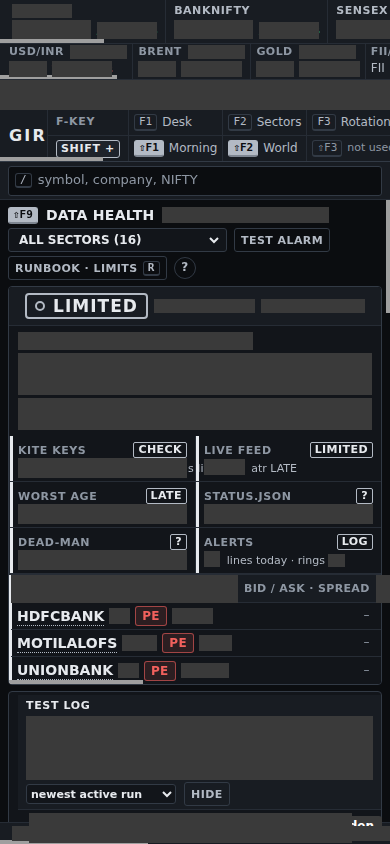 BANKNIFTY SENSEX
USD/INR BRENT GOLD FII/
FII
GIR
F-KEY F1 Desk F2 Sectors F3 Rotation
SHIFT + ⇧F1 Morning ⇧F2 World ⇧F3 not used
/ symbol, company, NIFTY
⇧F9 DATA HEALTH
ALL SECTORS (16) TEST ALARM
RUNBOOK · LIMITS R ?
LIMITED
KITE KEYS CHECK LIVE FEED LIMITED
atr LATE
WORST AGE LATE STATUS.JSON ?
DEAD-MAN ? ALERTS LOG
lines today · rings
BID / ASK · SPREAD
HDFCBANK PE –
MOTILALOFS PE –
UNIONBANK PE –
TEST LOG
newest active run HIDE